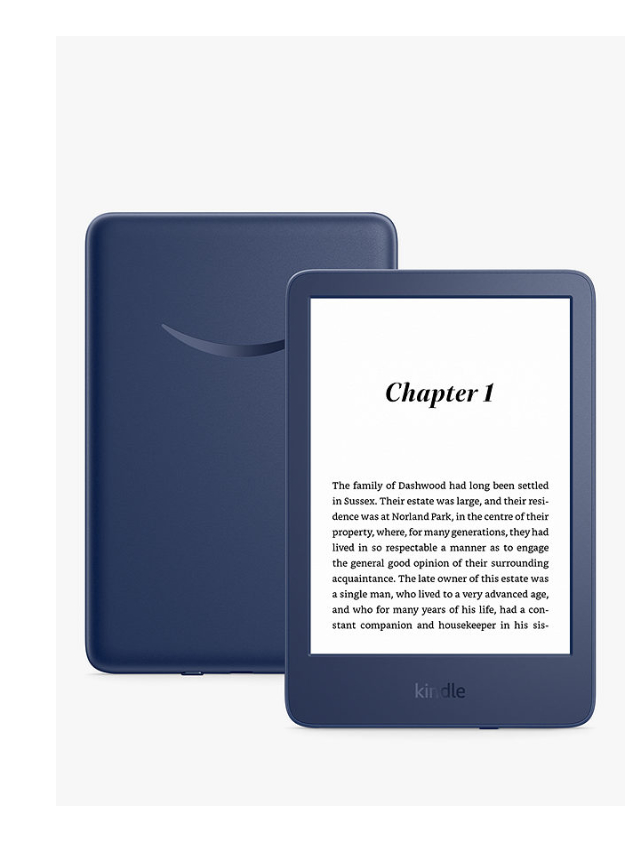 Chapter 1
The family of Dashwood had long been settled
in Sussex. Their estate was large, and their resi-
dence was at Norland Park, in the centre of their
property, where, for many generations, they had
lived in so respectable a manner as to engage
the general good opinion of their surrounding
acquaintance. The late owner of this estate was
a single man, who lived to a very advanced age,
and who for many years of his life, had a con-
stant companion and housekeeper in his sis-
kindle